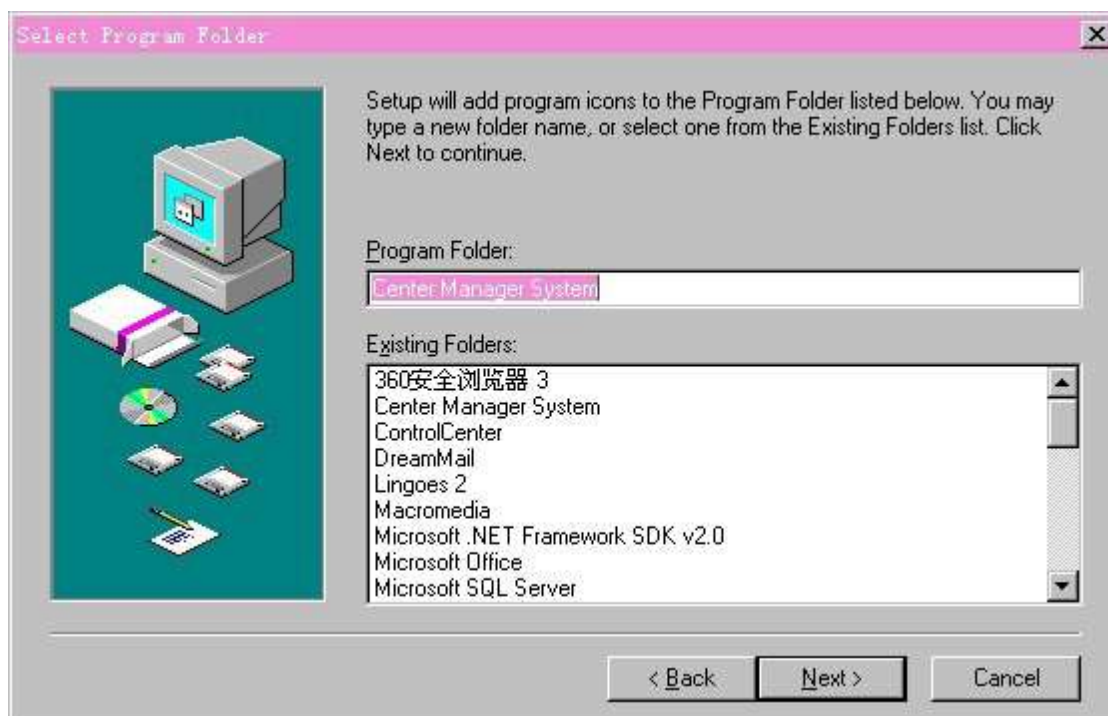 Select Program Folder
Setup will add program icons to the Program Folder listed below. You may
type a new folder name, or select one from the Existing Folders list. Click
Next to continue.
Program Folder:
Center Manager System
Existing Folders:
360安全浏览器 3
Center Manager System
ControlCenter
DreamMail
Lingoes 2
Macromedia
Microsoft .NET Framework SDK v2.0
Microsoft Office
Microsoft SQL Server
< Back
Next >
Cancel